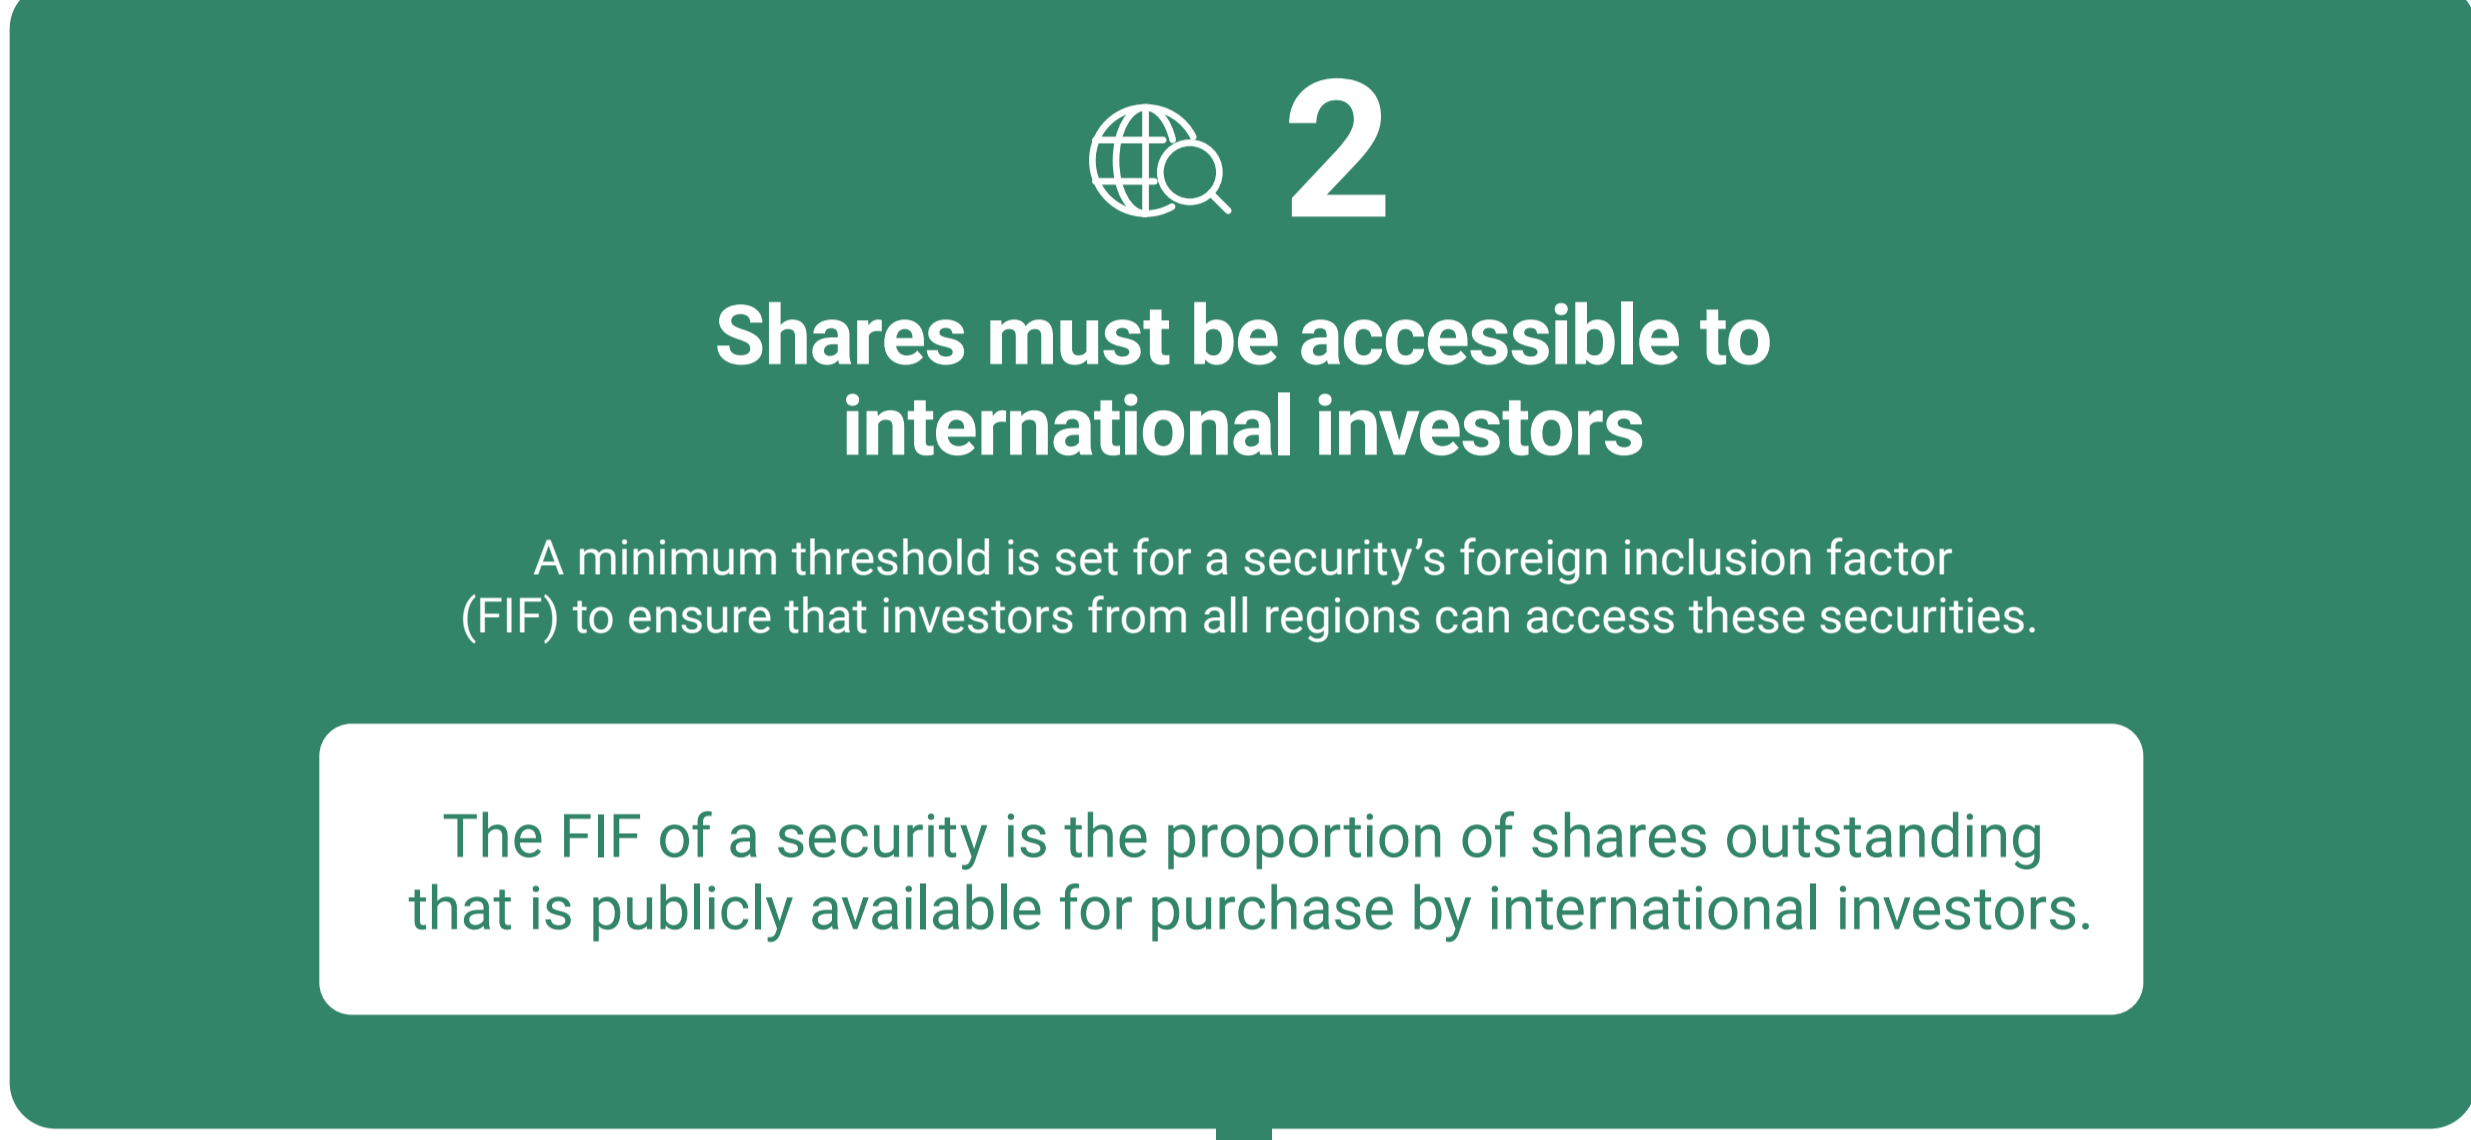 2
Shares must be accessible to
international investors
A minimum threshold is set for a security’s foreign inclusion factor
(FIF) to ensure that investors from all regions can access these securities.
The FIF of a security is the proportion of shares outstanding
that is publicly available for purchase by international investors.